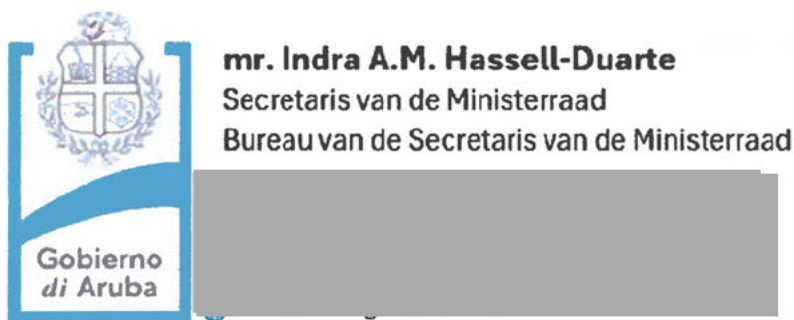 mr. Indra A.M. Hassell-Duarte
Secretaris van de Ministerraad
Bureau van de Secretaris van de Ministerraad
Gobierno
di Aruba